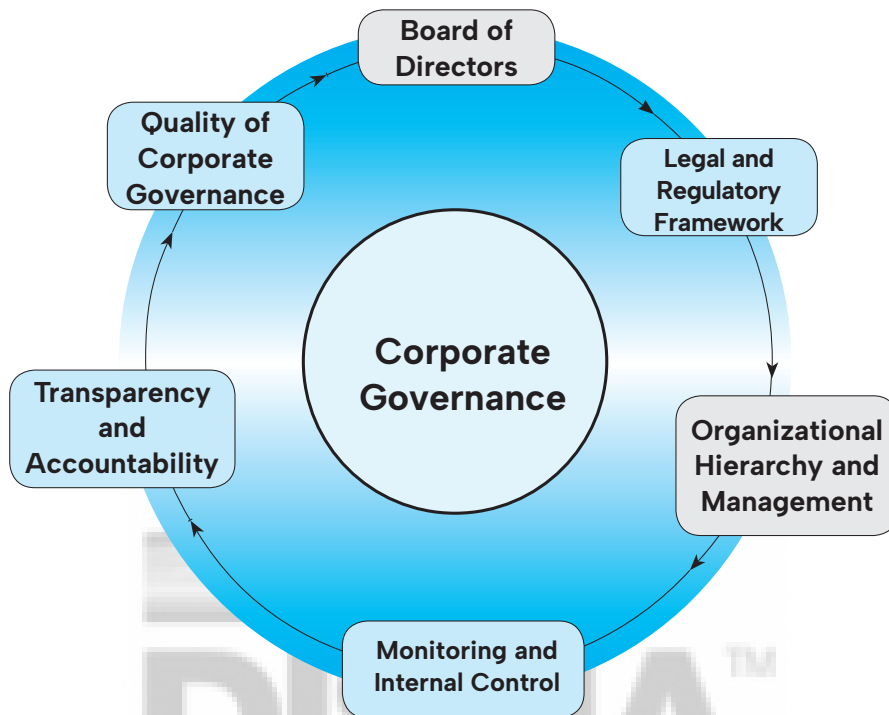 Board of
Directors
Legal and
Regulatory
Framework
Organizational
Hierarchy and
Management
Monitoring and
Internal Control
Transparency
and
Accountability
Quality of
Corporate
Governance
Corporate
Governance
TM